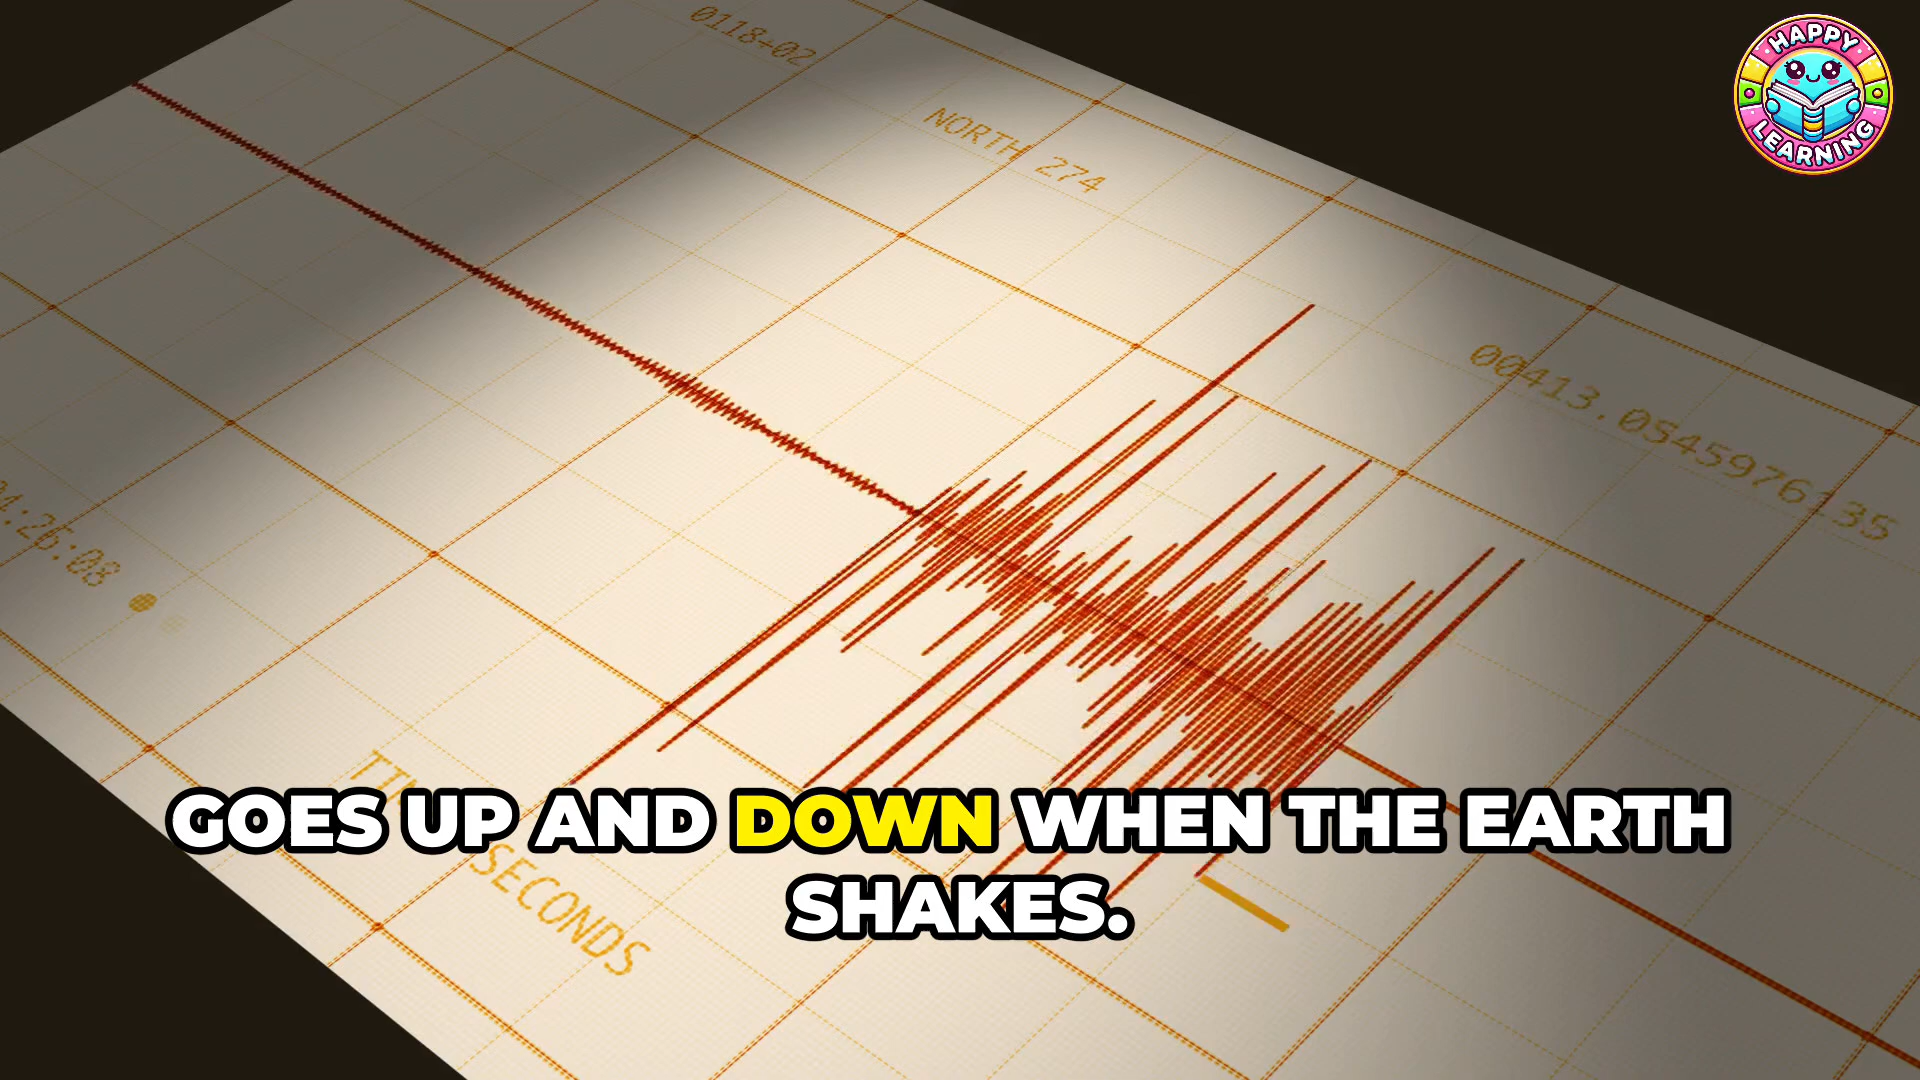 0118+02
HAPPY
LEARNING
NORTH 274
00413.0545976135
4:26:08
SECONDS
GOES UP AND DOWN WHEN THE EARTH
SHAKES.